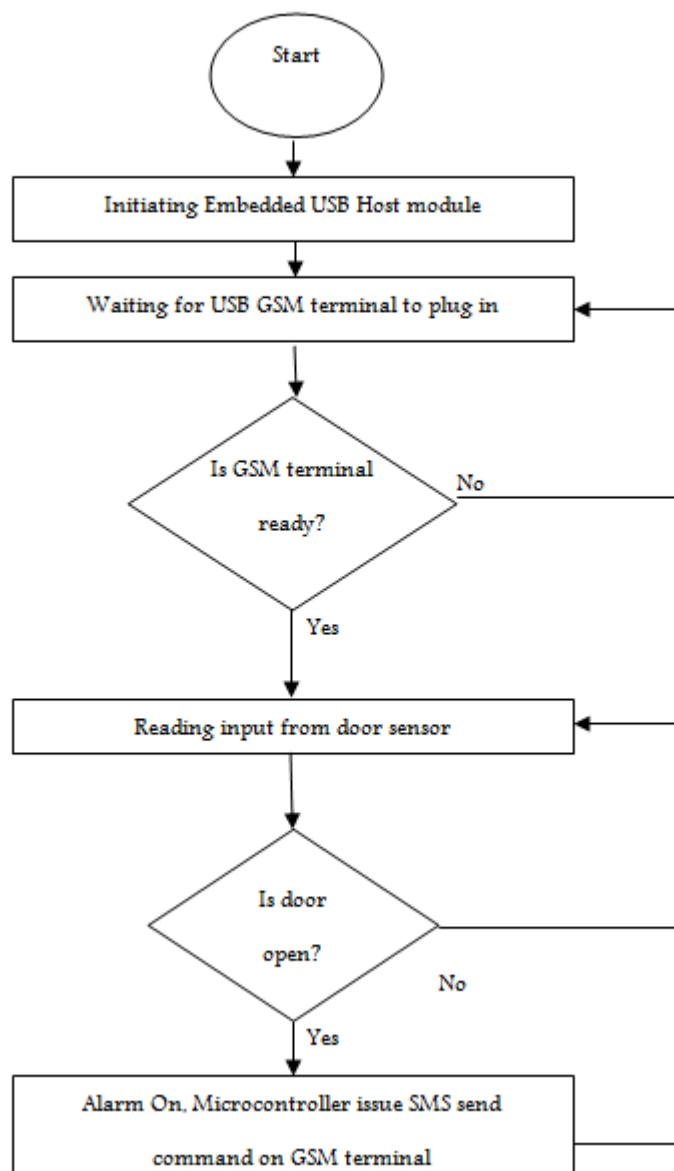 Start
Initiating Embedded USB Host module
Waiting for USB GSM terminal to plug in
Is GSM terminal
ready?
No
Yes
Reading input from door sensor
Is door
open?
No
Yes
Alarm On, Microcontroller issue SMS send
command on GSM terminal